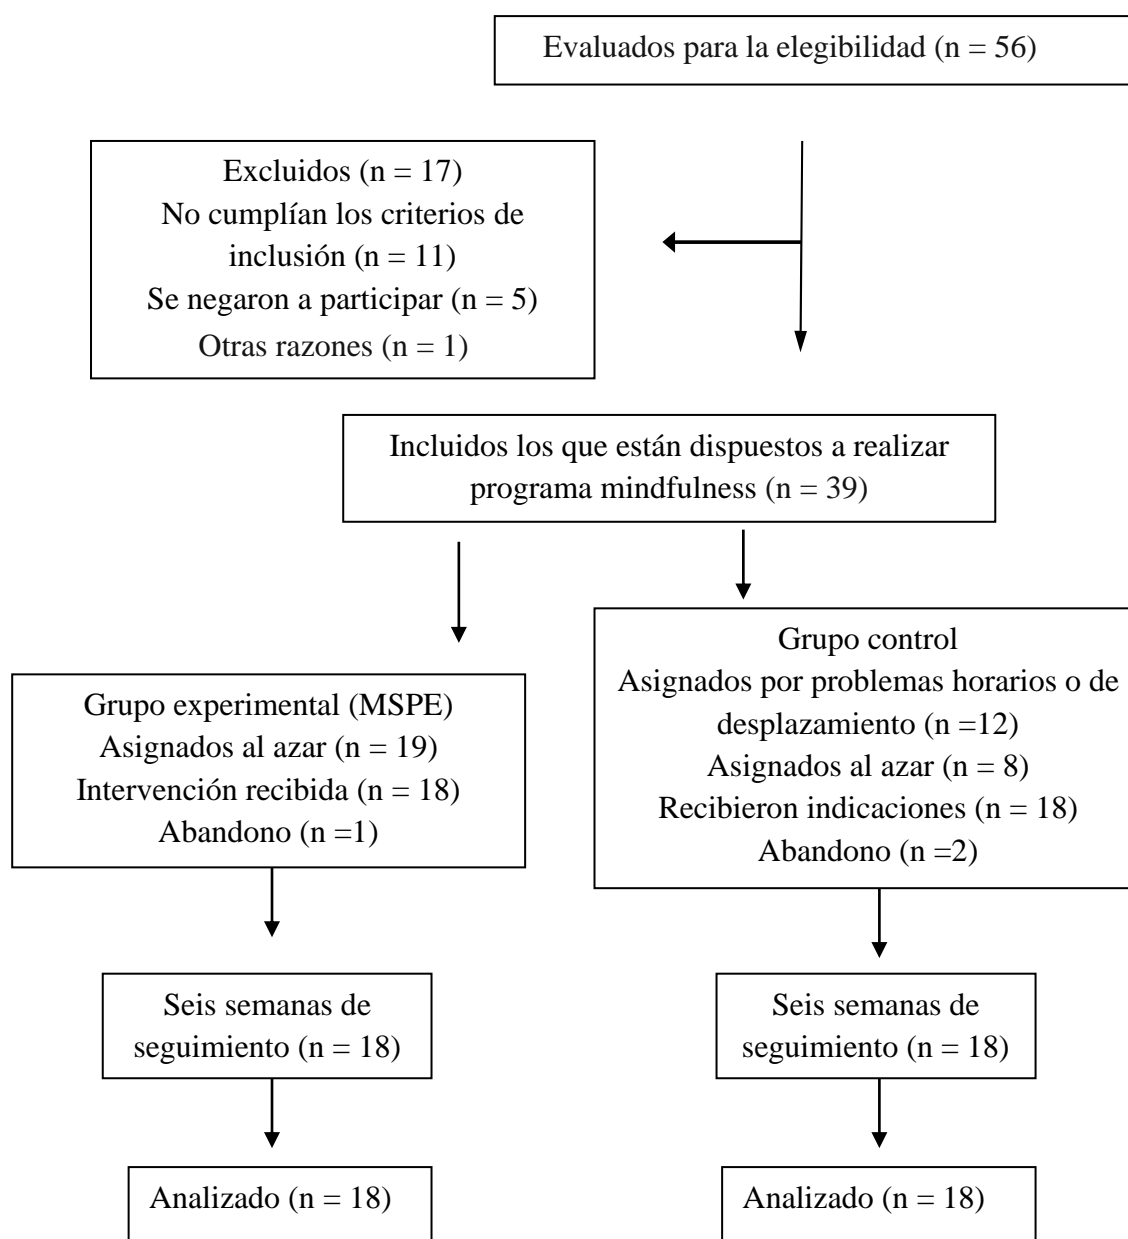 Evaluados para la elegibilidad (n = 56)
Excluidos (n = 17)
No cumplían los criterios de
inclusión (n = 11)
Se negaron a participar (n = 5)
Otras razones (n = 1)
Incluidos los que están dispuestos a realizar
programa mindfulness (n = 39)
Grupo experimental (MSPE)
Asignados al azar (n = 19)
Intervención recibida (n = 18)
Abandono (n =1)
Grupo control
Asignados por problemas horarios o de
desplazamiento (n =12)
Asignados al azar (n = 8)
Recibieron indicaciones (n = 18)
Abandono (n =2)
Seis semanas de
seguimiento (n = 18)
Seis semanas de
seguimiento (n = 18)
Analizado (n = 18)
Analizado (n = 18)